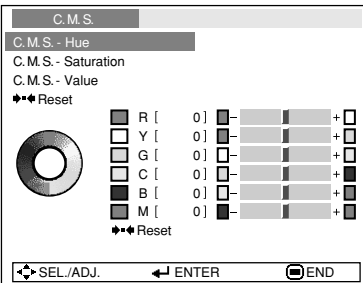 C.M.S.
C.M.S. - Hue
C.M.S. - Saturation
C.M.S. - Value
Reset
R [ 0 ] - +
Y [ 0 ] - +
G [ 0 ] - +
C [ 0 ] - +
B [ 0 ] - +
M [ 0 ] - +
Reset
SEL./ADJ. ENTER END